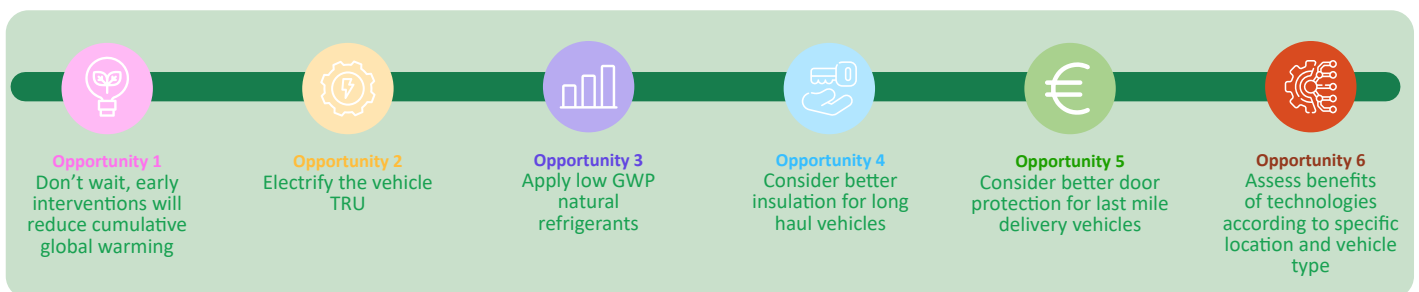 Opportunity 1
Don't wait, early
interventions will
reduce cumulative
global warming
Opportunity 2
Electrify the vehicle
TRU
Opportunity 3
Apply low GWP
natural
refrigerants
Opportunity 4
Consider better
insulation for long
haul vehicles
Opportunity 5
Consider better door
protection for last mile
delivery vehicles
Opportunity 6
Assess benefits
of technologies
according to specific
location and vehicle
type